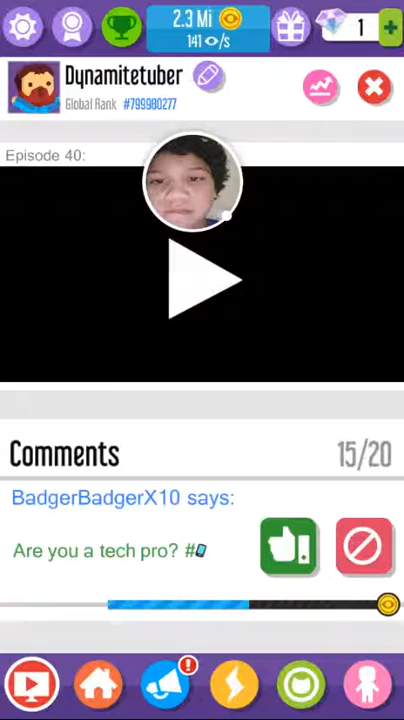 2.3 Mi
141 /s
1
Dynamitetuber
Global Rank #799980277
Episode 40:
Comments 15/20
BadgerBadgerX10 says:
Are you a tech pro? #